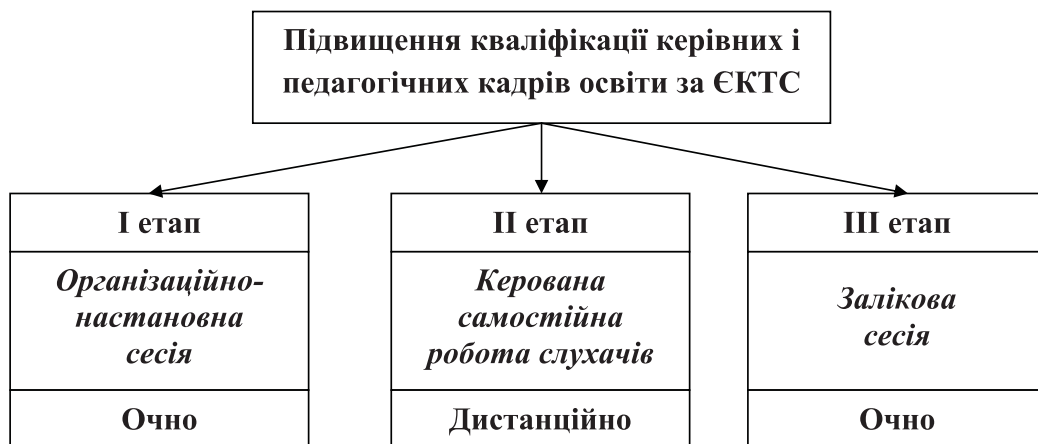 Підвищення кваліфікації керівних і
педагогічних кадрів освіти за ЄКТС
І етап
Організаційно-
настановна
сесія
Очно
ІІ етап
Керована
самостійна
робота слухачів
Дистанційно
ІІІ етап
Залікова
сесія
Очно